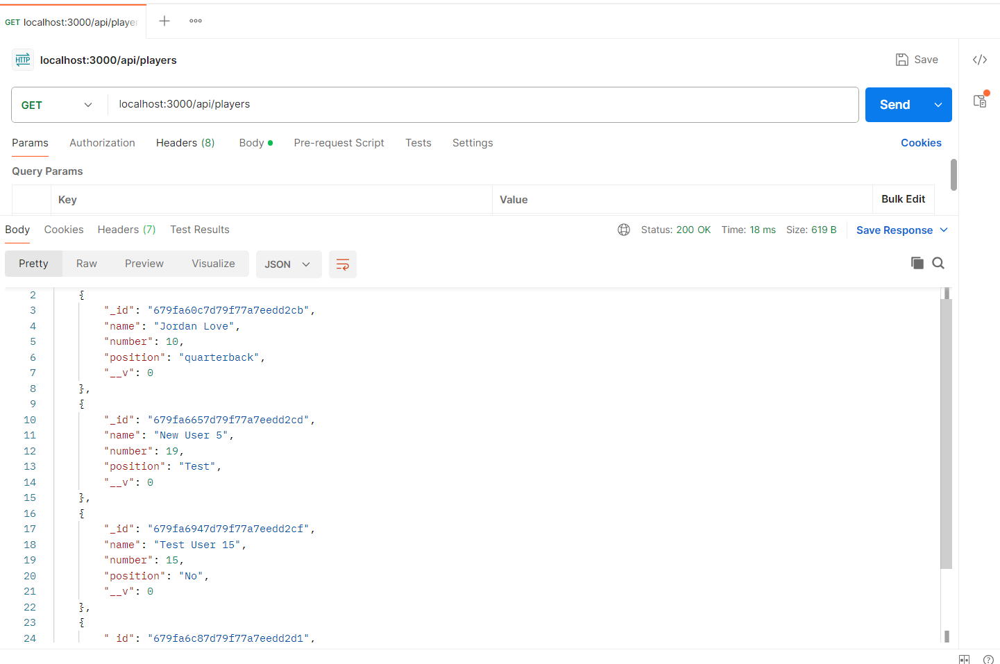 GET localhost:3000/api/player
HTTP localhost:3000/api/players
Save
GET localhost:3000/api/players
Send
Params Authorization Headers (8) Body Pre-request Script Tests Settings Cookies
Query Params
Key Value Bulk Edit
Body Cookies Headers (7) Test Results Status: 200 OK Time: 18 ms Size: 619 B Save Response
Pretty Raw Preview Visualize JSON
2 {
3 "_id": "679fa60c7d79f77a7eedd2cb",
4 "name": "Jordan Love",
5 "number": 10,
6 "position": "quarterback",
7 "__v": 0
8 },
9 {
10 "_id": "679fa6657d79f77a7eedd2cd",
11 "name": "New User 5",
12 "number": 19,
13 "position": "Test",
14 "__v": 0
15 },
16 {
17 "_id": "679fa6947d79f77a7eedd2cf",
18 "name": "Test User 15",
19 "number": 15,
20 "position": "No",
21 "__v": 0
22 },
23 {
24 "_id": "679fa6c87d79f77a7eedd2d1",